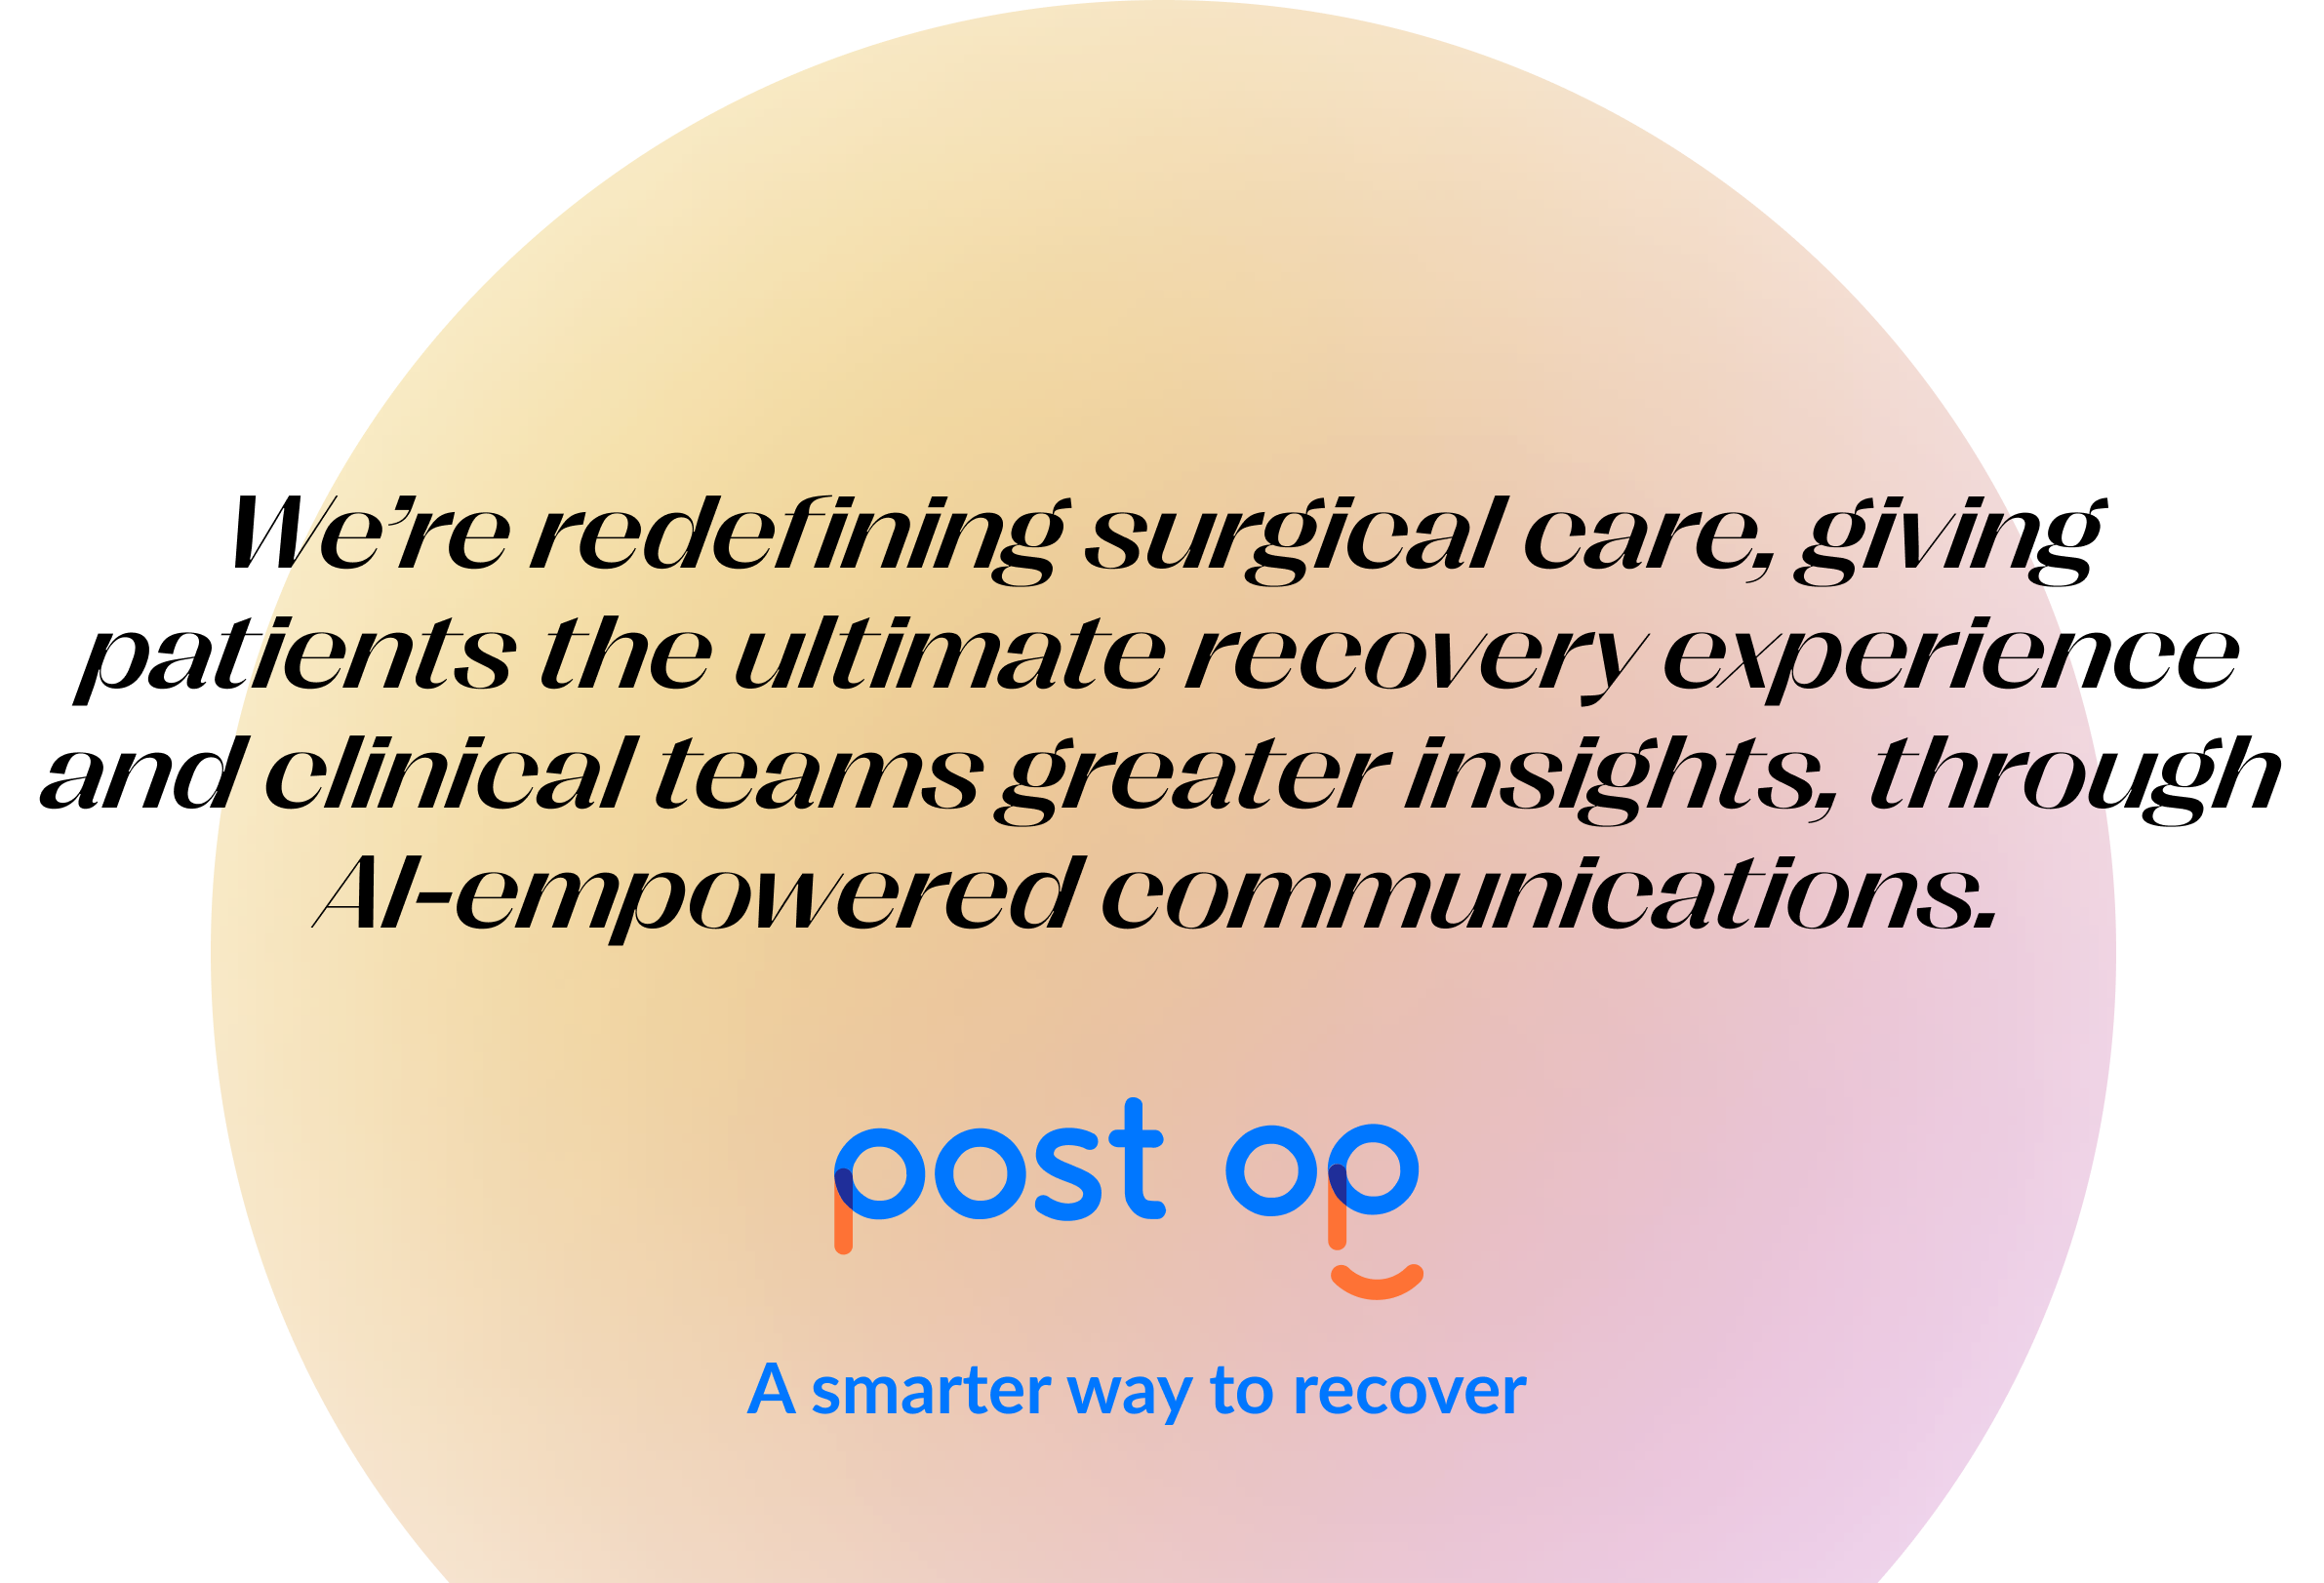 We’re redefining surgical care, giving
patients the ultimate recovery experience
and clinical teams greater insights, through
AI-empowered communications.
post op
A smarter way to recover